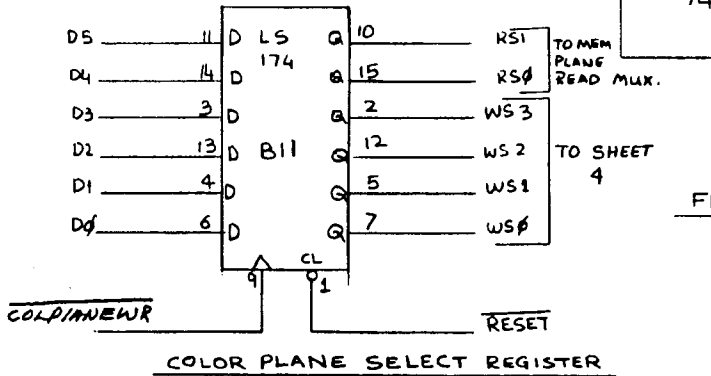 D5 11 D LS Q 10 RS1 TO MEM
174 PLANE
D4 14 D Q 15 RSØ READ MUX.
D3 3 D Q 2 WS3
D2 13 D B11 Q 12 WS2 TO SHEET
D1 4 D Q 5 WS1 4
DØ 6 D Q 7 WSØ
CL
9 1
COLPLANEWR RESET
COLOR PLANE SELECT REGISTER